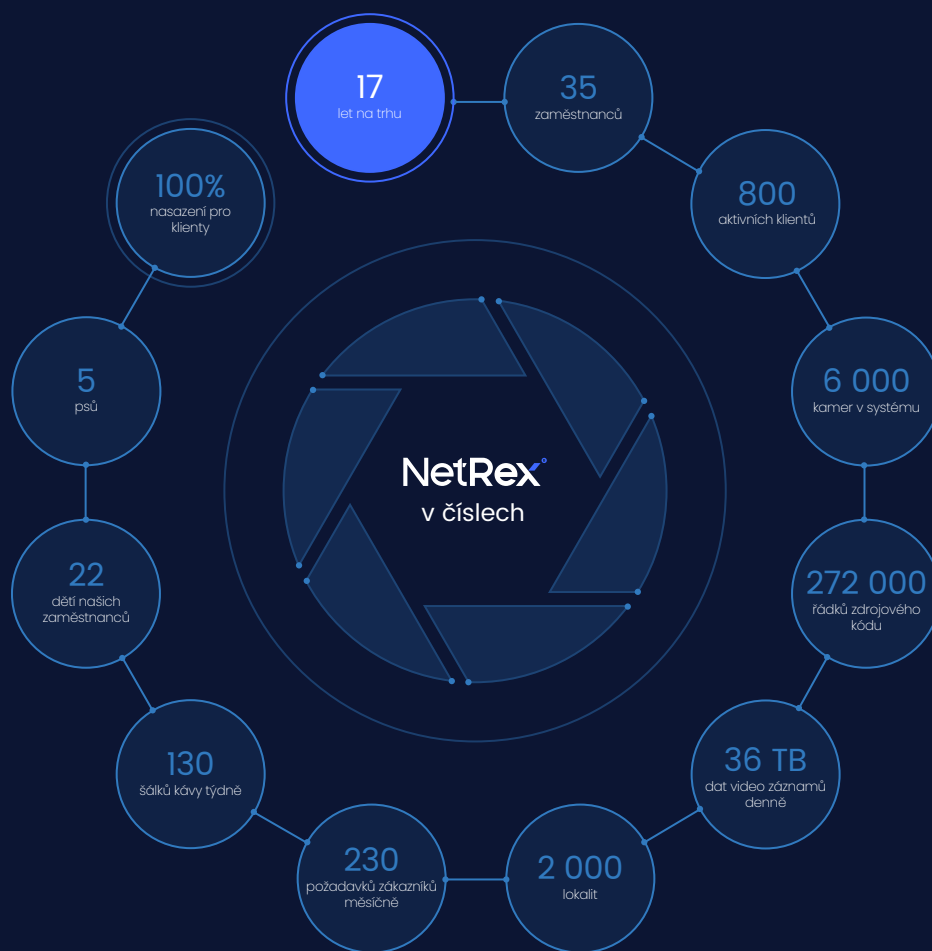 17
let na trhu
35
zaměstnanců
800
aktivních klientů
6 000
kamer v systému
272 000
řádků zdrojového
kódu
36 TB
dat video záznamů
denně
2 000
lokalit
230
požadavků zákazníků
měsíčně
130
šálků kávy týdně
22
dětí našich
zaměstnanců
5
psů
100%
nasazení pro
klienty
NetRex
v číslech